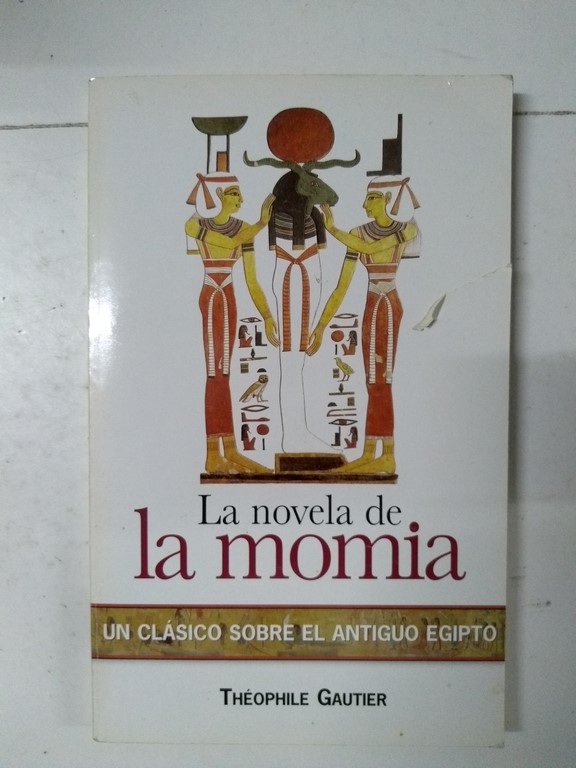 La novela de
la momia
UN CLÁSICO SOBRE EL ANTIGUO EGIPTO
THÉOPHILE GAUTIER